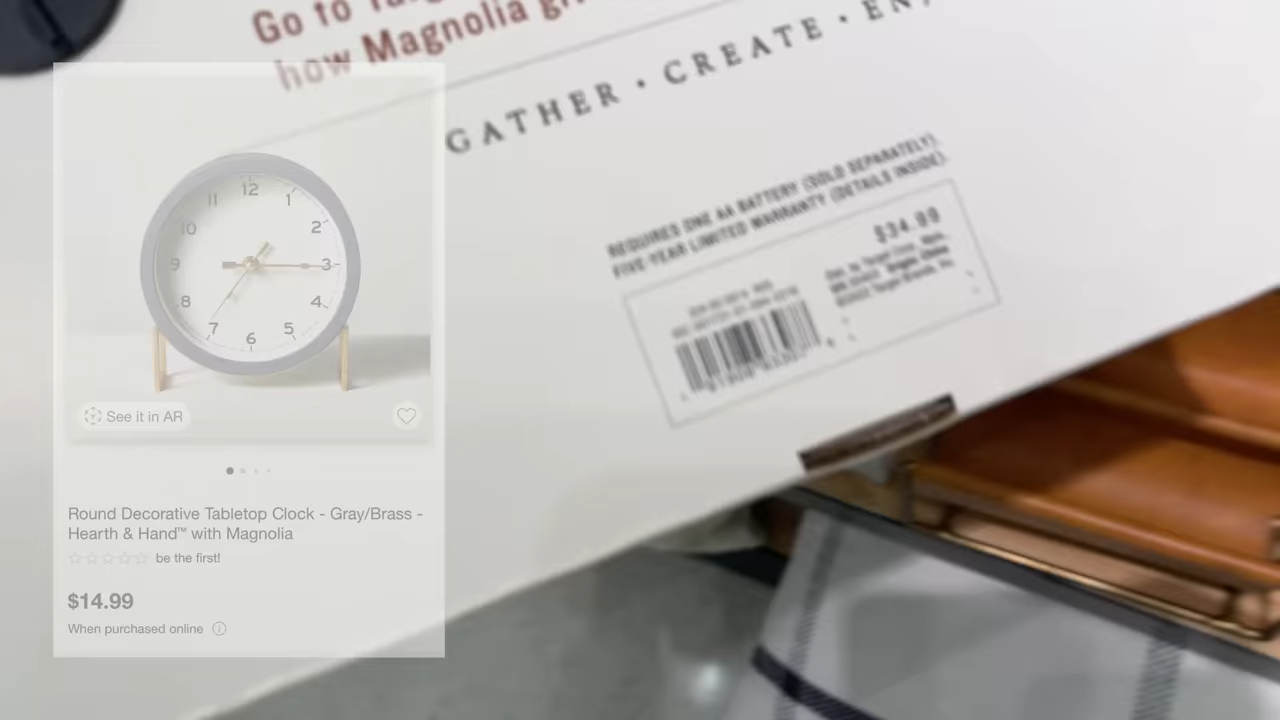 Go to
how Magnolia
GATHER • CREATE •
REQUIRES ONE AA BATTERY (SOLD SEPARATELY).
FIVE-YEAR LIMITED WARRANTY (DETAILS INSIDE).
$34.99
12
11 1
10 2
9 3
8 4
7 5
6
See it in AR
Round Decorative Tabletop Clock - Gray/Brass -
Hearth & Hand™ with Magnolia
be the first!
$14.99
When purchased online